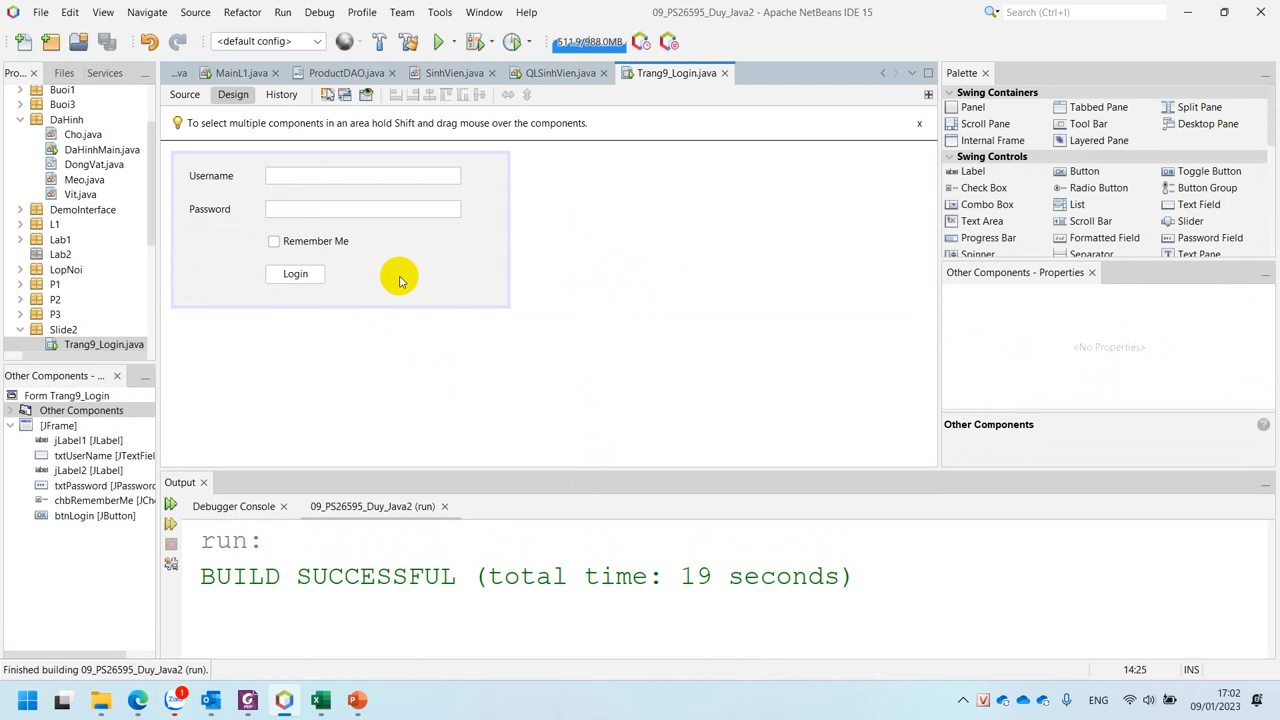 File Edit View Navigate Source Refactor Run Debug Profile Team Tools Window Help 09_PS26595_Duy_Java2 - Apache NetBeans IDE 15 Search (Ctrl+I)
<default config> 511.9/988.0MB
Pro... Files Services ...va MainL1.java ProductDAO.java SinhVien.java QLSinhVien.java Trang9_Login.java Palette
Source Design History
To select multiple components in an area hold Shift and drag mouse over the components. x
Buoi1
Buoi3
DaHinh
Cho.java
DaHinhMain.java
DongVat.java
Meo.java
Vit.java
DemoInterface
L1
Lab1
Lab2
LopNoi
P1
P2
P3
Slide2
Trang9_Login.java
Username
Password
Remember Me
Login
Swing Containers
Panel Tabbed Pane Split Pane
Scroll Pane Tool Bar Desktop Pane
Internal Frame Layered Pane
Swing Controls
Label Button Toggle Button
Check Box Radio Button Button Group
Combo Box List Text Field
Text Area Scroll Bar Slider
Progress Bar Formatted Field Password Field
Spinner Separator Text Pane
Other Components - Properties
<No Properties>
Other Components
Other Components - ...
Form Trang9_Login
Other Components
[JFrame]
jLabel1 [JLabel]
txtUserName [JTextFiel
jLabel2 [JLabel]
txtPassword [JPasswor
chbRememberMe [JChe
btnLogin [JButton]
Output
Debugger Console 09_PS26595_Duy_Java2 (run)
run:
BUILD SUCCESSFUL (total time: 19 seconds)
Finished building 09_PS26595_Duy_Java2 (run). 14:25 INS
Zalo 1 ENG 17:02
09/01/2023